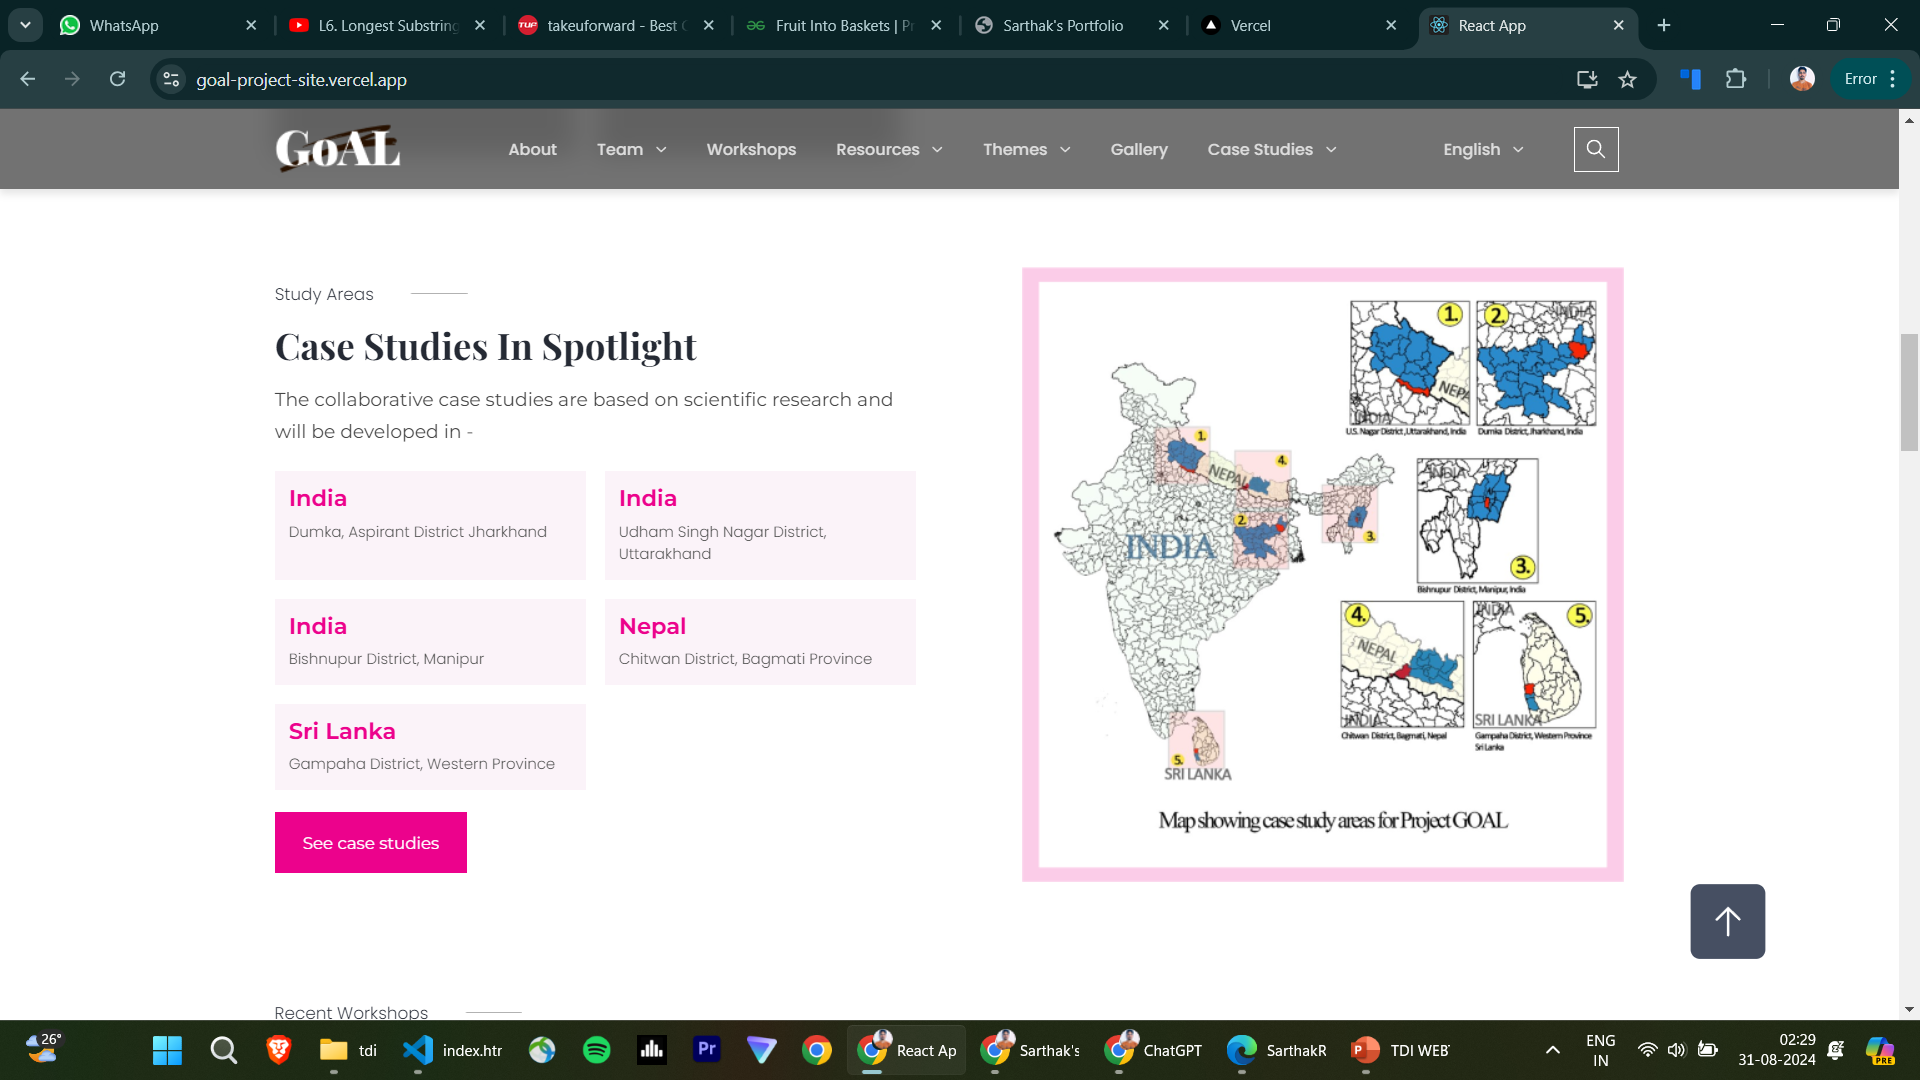 WhatsApp
L6. Longest Substring
takeuforward - Best
Fruit Into Baskets | P
Sarthak's Portfolio
Vercel
React App
goal-project-site.vercel.app
Error
GoAL
About
Team
Workshops
Resources
Themes
Gallery
Case Studies
English
Study Areas
Case Studies In Spotlight
The collaborative case studies are based on scientific research and
will be developed in -
India
Dumka, Aspirant District Jharkhand
India
Udham Singh Nagar District,
Uttarakhand
India
Bishnupur District, Manipur
Nepal
Chitwan District, Bagmati Province
Sri Lanka
Gampaha District, Western Province
See case studies
1.
NEPA
INDIA
U.S. Nagar District ,Uttarakhand, India
2.
INDIA
Dumka District, Jharkhand, India
1.
NEPAL
4.
2.
INDIA
3.
5.
SRI LANKA
INDIA
3.
Bishnupur District, Manipur, India
4.
NEPAL
INDIA
Chitwan District, Bagmati, Nepal
INDIA
5.
SRI LANKA
Gampaha District, Western Province
Sri Lanka
Map showing case study areas for Project GOAL
Recent Workshops
26°
tdi
index.htr
Pr
React Ap
Sarthak's
ChatGPT
SarthakR
TDI WEB
ENG
IN
02:29
31-08-2024
PRE